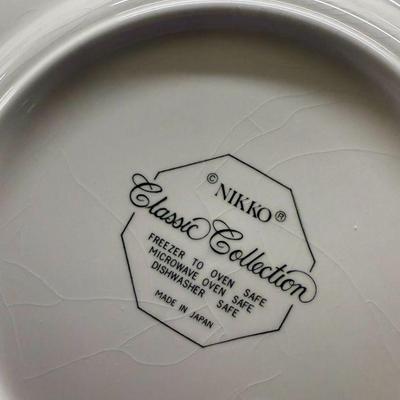 © NIKKO ®
Classic Collection
FREEZER TO OVEN SAFE
MICROWAVE OVEN SAFE
DISHWASHER SAFE
MADE IN JAPAN